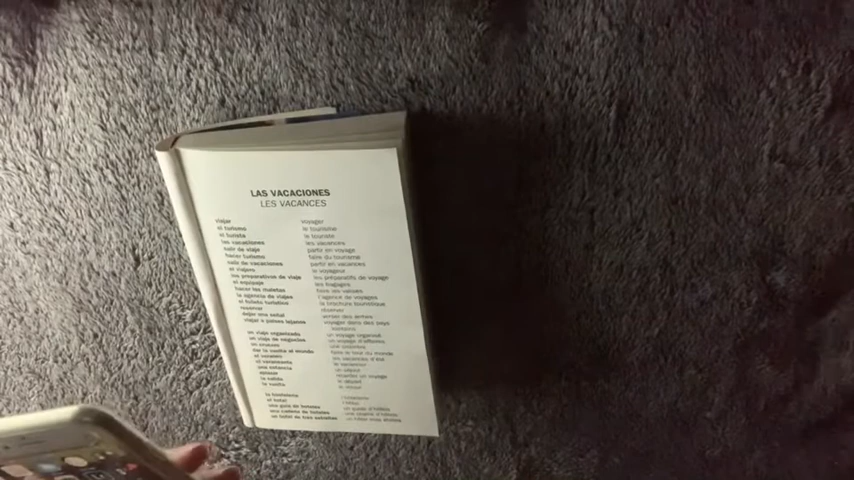 LAS VACACIONES
LES VACANCES
viajar voyager
el turismo le tourisme
el turista le touriste
las vacaciones les vacances
salir de viaje partir en voyage
hacer turismo faire du tourisme
salir de vacaciones partir en vacances
el viajero le voyageur
los preparativos de viaje les préparatifs de voyage
el equipaje les bagages
hacer las maletas faire les valises
la agencia de viajes l'agence de voyages
el folleto turístico la brochure touristique
reservar réserver
dejar una señal verser des arrhes
viajar a países lejanos voyager dans des pays
lointains
un viaje organizado un voyage organisé
un viaje de negocios un voyage d'affaires
un crucero une croisière
dar la vuelta al mundo faire le tour du monde
el veraneo les vacances d'été
el veraneante le vacancier
una estancia un séjour
la salida le départ
la vuelta le retour
la hostelería l'hôtellerie
el hotel l'hôtel
una guía de hoteles un guide d'hôtels
una cadena de hoteles une chaîne d'hôtels
un hotel de tres estrellas un hôtel trois étoiles